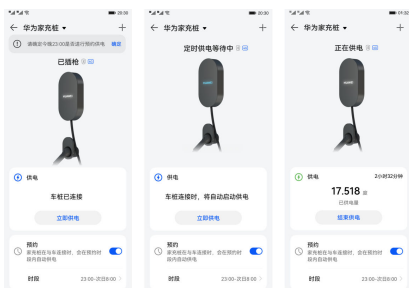 20:30
华为家充桩
请确定今晚23:00是否进行预约供电 确定
已插枪
供电
车桩已连接
立即供电
预约
家充桩在与车连接时，会在预约时
段内自动供电
时段 23:00-次日8:00
20:30
华为家充桩
定时供电等待中
供电
车桩连接时，将自动启动供电
立即供电
预约
家充桩在与车连接时，会在预约时
段内自动供电
时段 23:00-次日8:00
01:32
华为家充桩
正在供电
供电 2小时32分钟
17.518 度
已供电量
结束供电
预约
家充桩在与车连接时，会在预约时
段内自动供电
时段 23:00-次日8:00